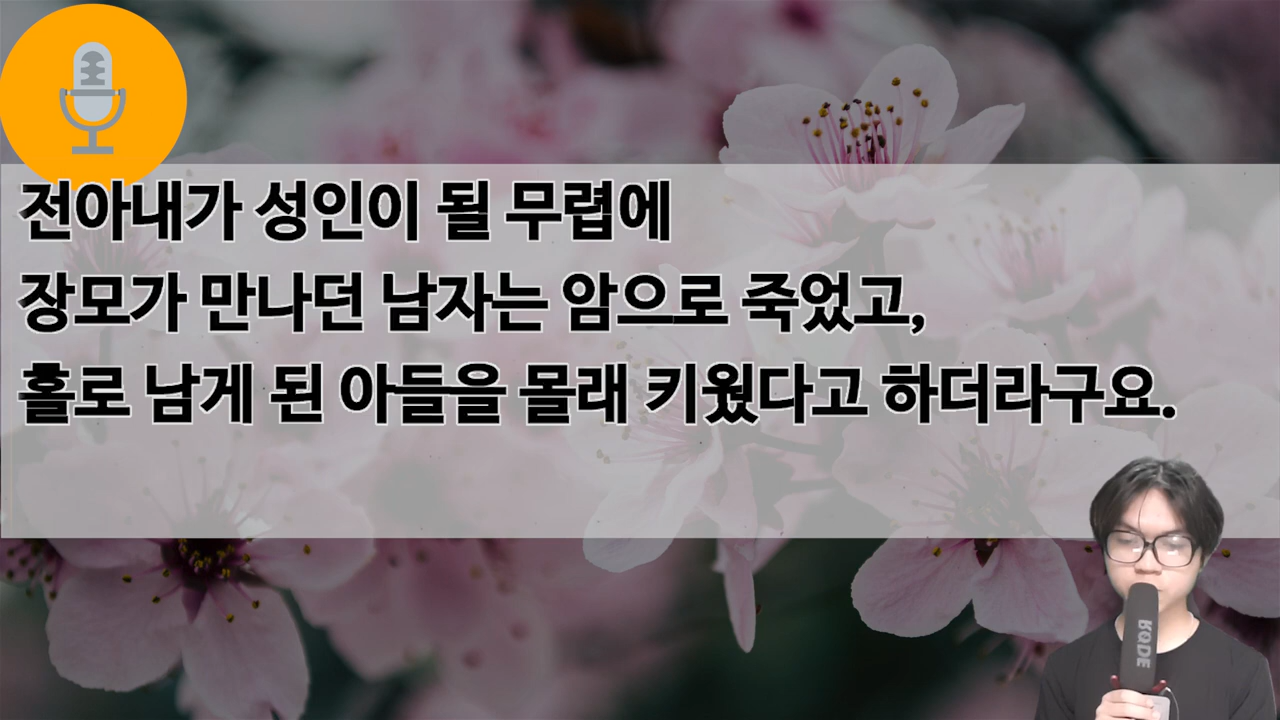 전아내가 성인이 될 무렵에
장모가 만나던 남자는 암으로 죽었고,
홀로 남게 된 아들을 몰래 키웠다고 하더라구요.
RODE